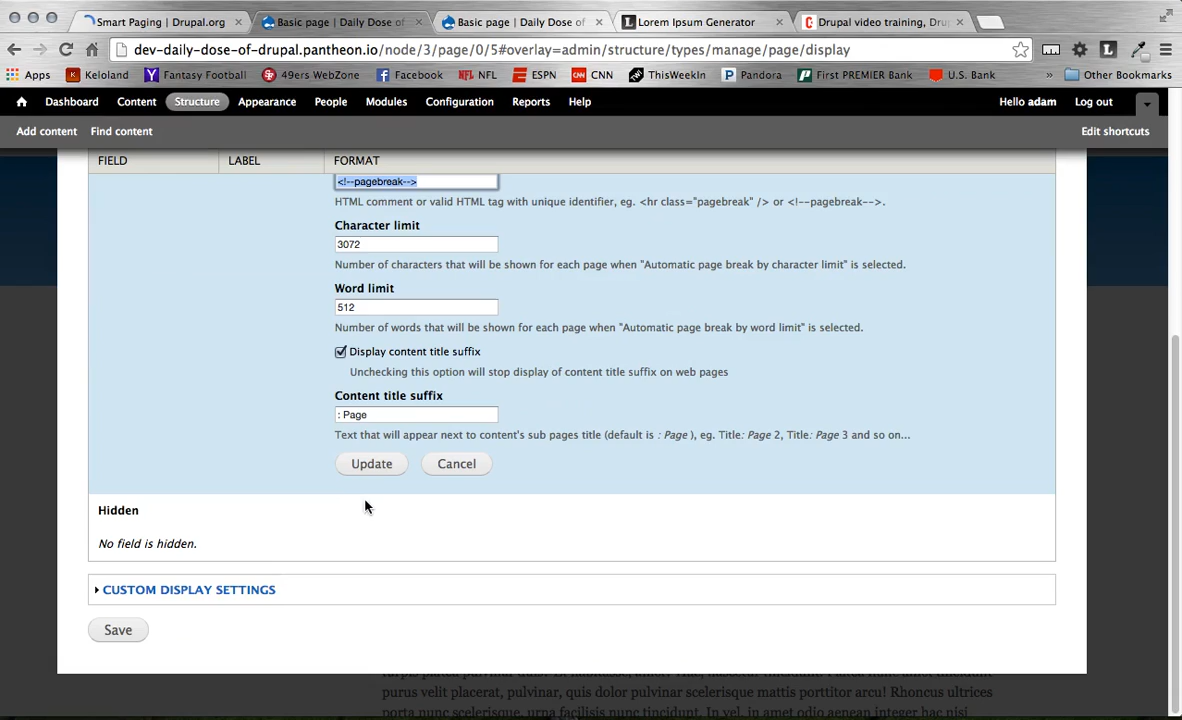 Smart Paging | Drupal.org
Basic page | Daily Dose of
Basic page | Daily Dose of
Lorem Ipsum Generator
Drupal video training, Dru
dev-daily-dose-of-drupal.pantheon.io/node/3/page/0/5#overlay=admin/structure/types/manage/page/display
Apps
Keloland
Fantasy Football
49ers WebZone
Facebook
NFL NFL
ESPN
CNN
ThisWeekIn
Pandora
First PREMIER Bank
U.S. Bank
»
Other Bookmarks
Dashboard
Content
Structure
Appearance
People
Modules
Configuration
Reports
Help
Hello adam
Log out
Add content
Find content
Edit shortcuts
FIELD
LABEL
FORMAT
<!--pagebreak-->
HTML comment or valid HTML tag with unique identifier, eg. <hr class="pagebreak" /> or <!--pagebreak-->.
Character limit
3072
Number of characters that will be shown for each page when "Automatic page break by character limit" is selected.
Word limit
512
Number of words that will be shown for each page when "Automatic page break by word limit" is selected.
Display content title suffix
Unchecking this option will stop display of content title suffix on web pages
Content title suffix
: Page
Text that will appear next to content's sub pages title (default is : Page ), eg. Title: Page 2, Title: Page 3 and so on...
Update
Cancel
Hidden
No field is hidden.
CUSTOM DISPLAY SETTINGS
Save
purus velit placerat, pulvinar, quis dolor pulvinar scelerisque mattis porttitor arcu! Rhoncus ultrices